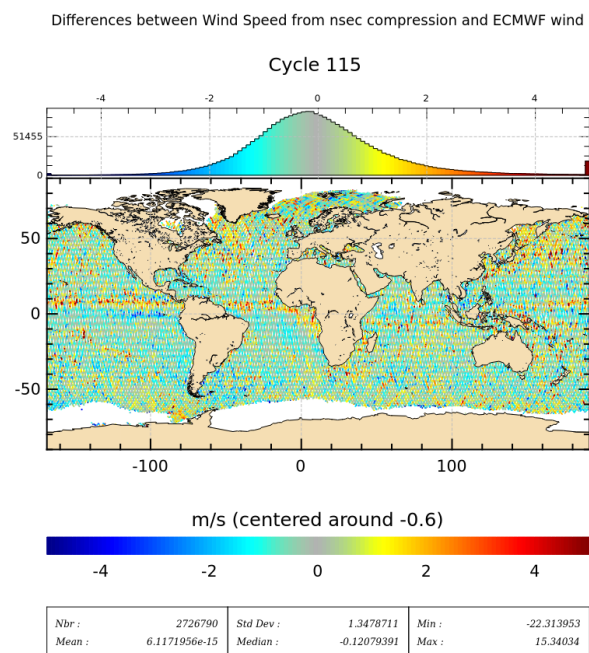 Differences between Wind Speed from nsec compression and ECMWF wind
Cycle 115
-4 -2 0 2 4
51455
0
50
0
-50
-100 0 100
m/s (centered around -0.6)
-4 -2 0 2 4
Nbr : 2726790 Std Dev : 1.3478711 Min : -22.313953
Mean : 6.1171956e-15 Median : -0.12079391 Max : 15.34034